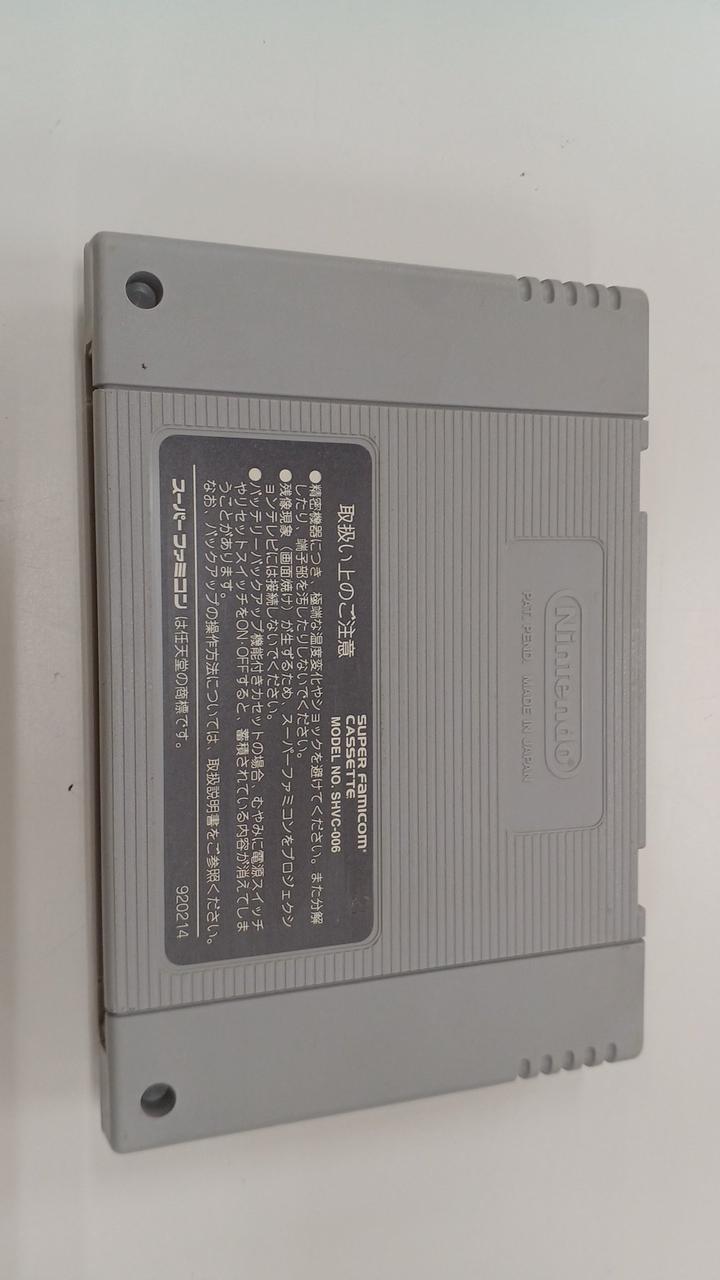 Nintendo®
PAT. PEND. MADE IN JAPAN
SUPER FAMICOM
CASSETTE
MODEL NO. SHVC-006
取扱い上のご注意
●精密機器につき、極端な温度変化やショックを避けてください。また分解
したり、端子部を汚したりしないでください。
●残像現象（画面焼け）が生ずるため、スーパーファミコンをプロジェクシ
ョンテレビには接続しないでください。
●バッテリーバックアップ機能付きカセットの場合、むやみに電源スイッチ
やリセットスイッチをON・OFFすると、蓄積されている内容が消えてしま
うことがあります。
なお、バックアップの操作方法については、取扱説明書をご参照ください。
スーパーファミコンは任天堂の商標です。
920214